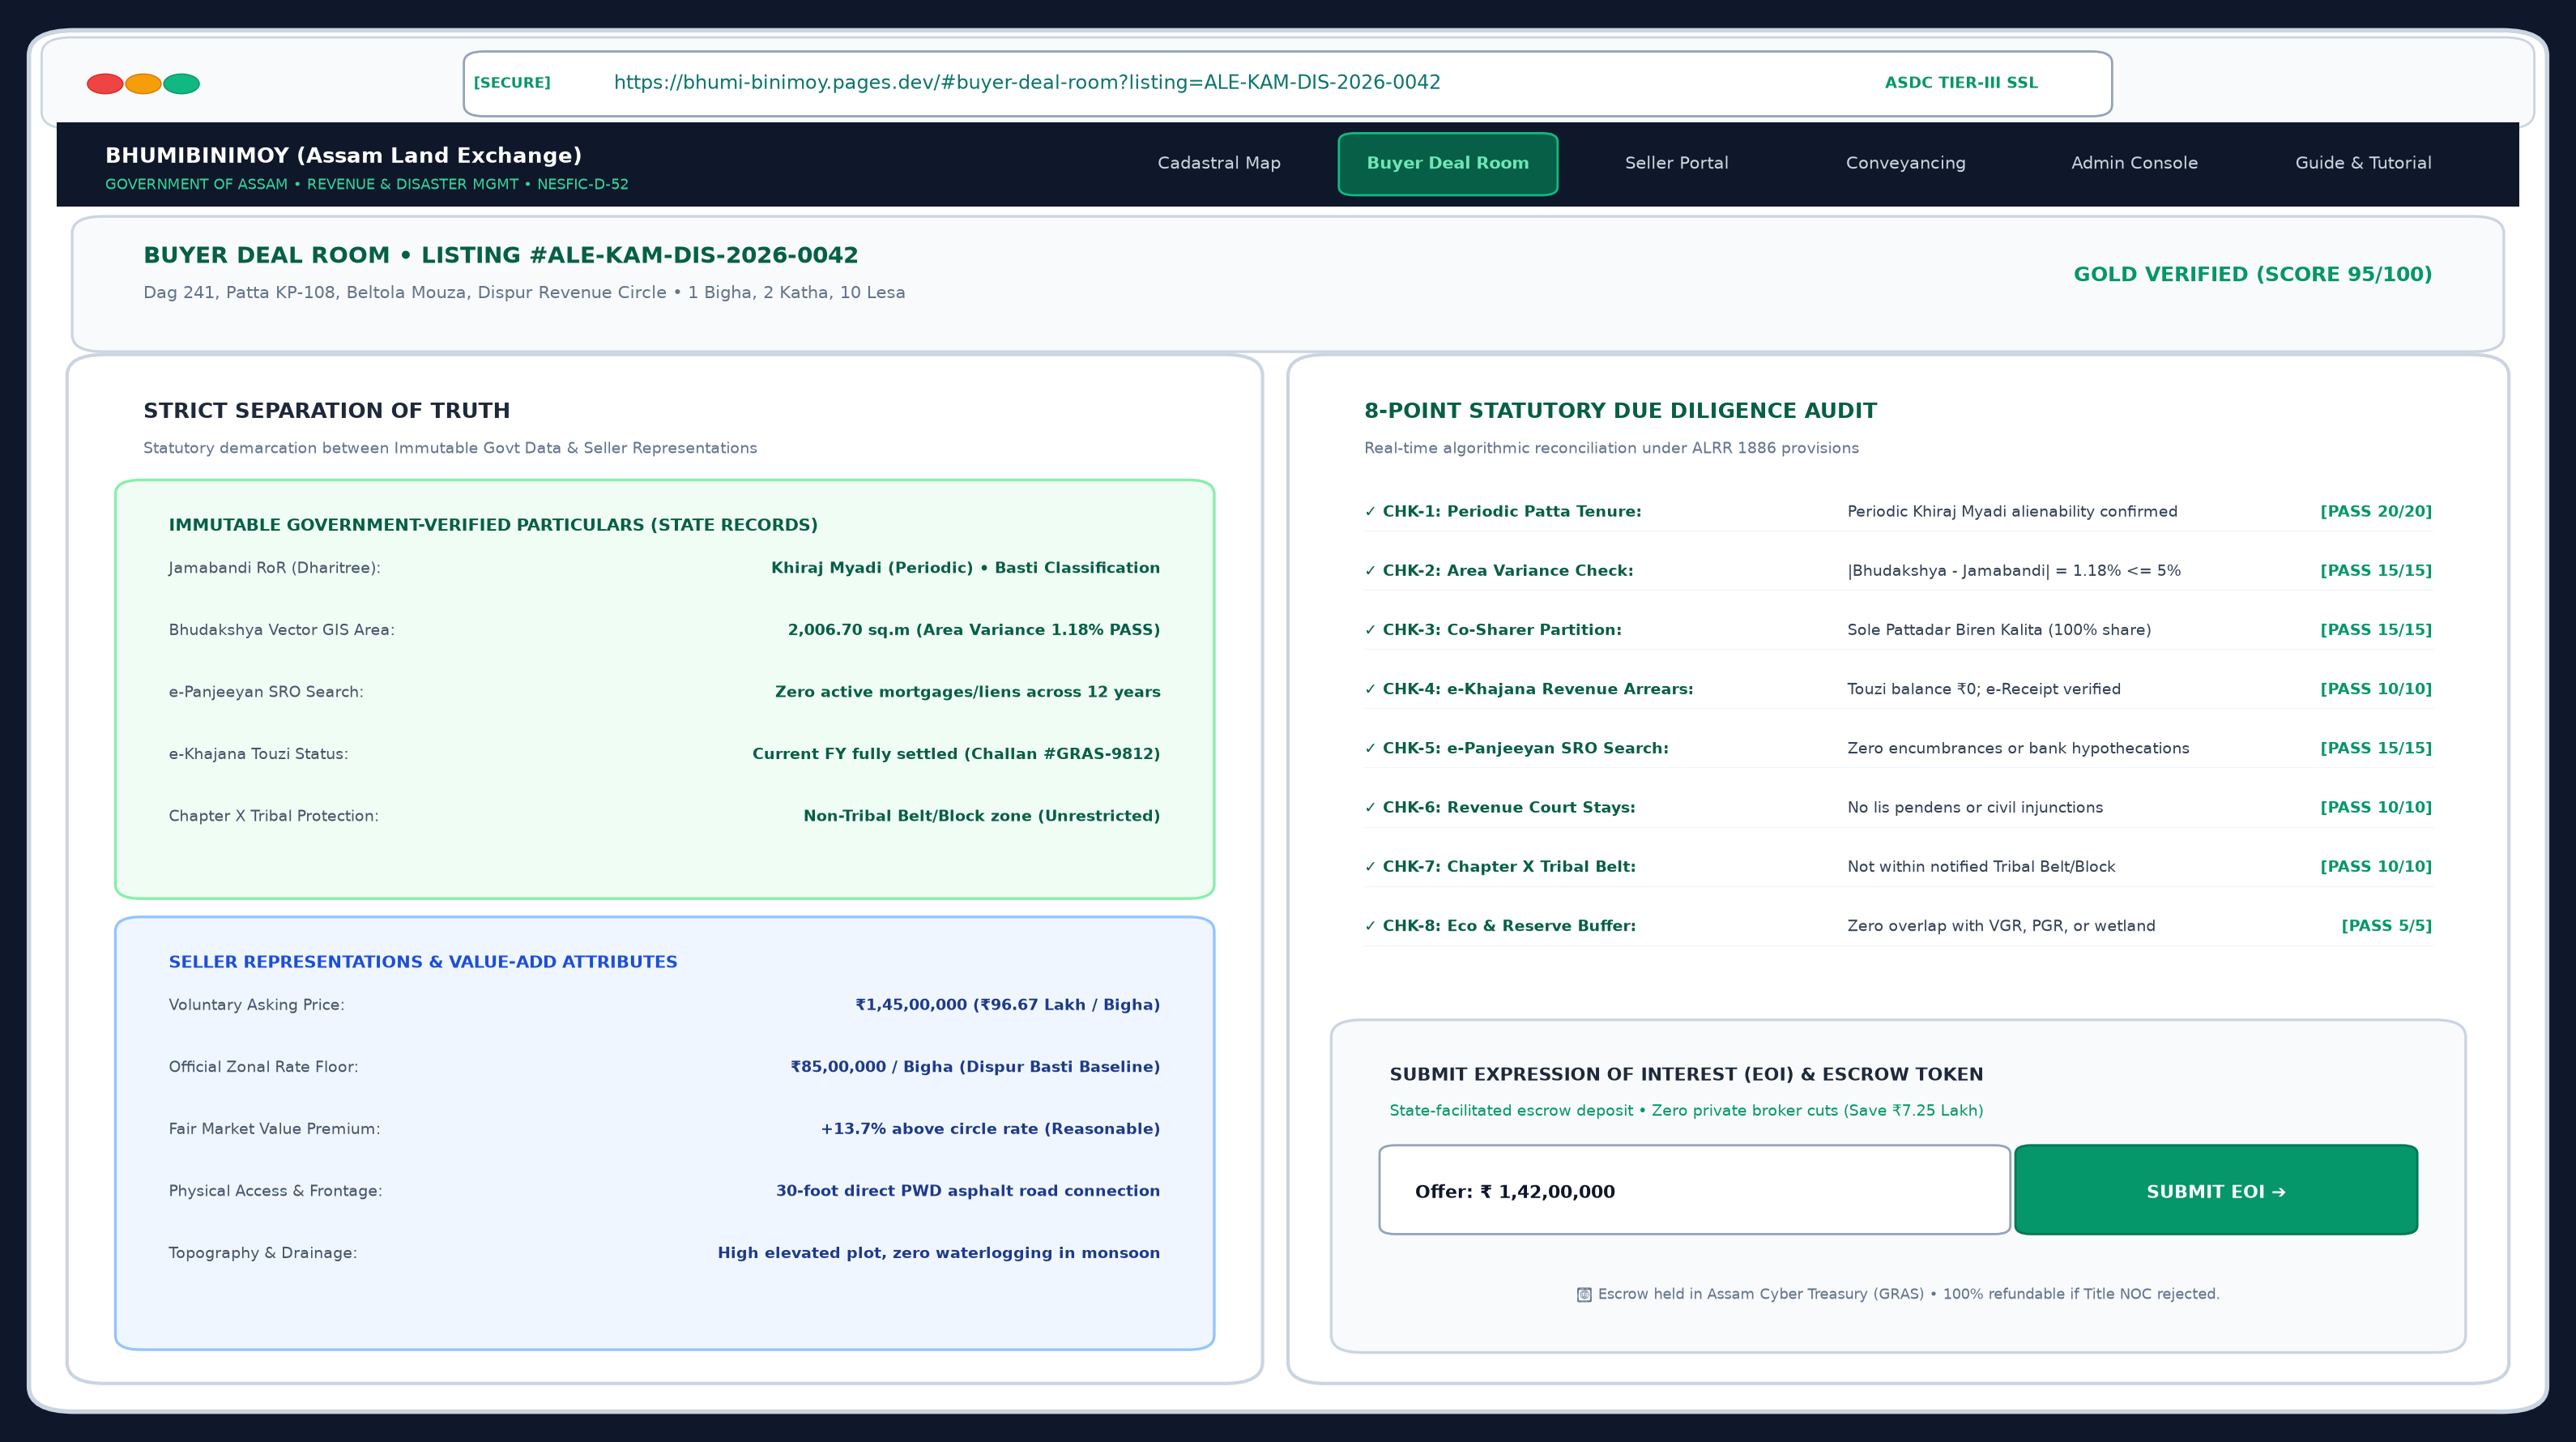 [SECURE] https://bhumi-binimoy.pages.dev/#buyer-deal-room?listing=ALE-KAM-DIS-2026-0042 ASDC TIER-III SSL
BHUMIBINIMOY (Assam Land Exchange)
GOVERNMENT OF ASSAM • REVENUE & DISASTER MGMT • NESFIC-D-52
Cadastral Map Buyer Deal Room Seller Portal Conveyancing Admin Console Guide & Tutorial
BUYER DEAL ROOM • LISTING #ALE-KAM-DIS-2026-0042
Dag 241, Patta KP-108, Beltola Mouza, Dispur Revenue Circle • 1 Bigha, 2 Katha, 10 Lesa
GOLD VERIFIED (SCORE 95/100)
STRICT SEPARATION OF TRUTH
Statutory demarcation between Immutable Govt Data & Seller Representations
IMMUTABLE GOVERNMENT-VERIFIED PARTICULARS (STATE RECORDS)
Jamabandi RoR (Dharitree): Khiraj Myadi (Periodic) • Basti Classification
Bhudakshya Vector GIS Area: 2,006.70 sq.m (Area Variance 1.18% PASS)
e-Panjeeyan SRO Search: Zero active mortgages/liens across 12 years
e-Khajana Touzi Status: Current FY fully settled (Challan #GRAS-9812)
Chapter X Tribal Protection: Non-Tribal Belt/Block zone (Unrestricted)
SELLER REPRESENTATIONS & VALUE-ADD ATTRIBUTES
Voluntary Asking Price: ₹1,45,00,000 (₹96.67 Lakh / Bigha)
Official Zonal Rate Floor: ₹85,00,000 / Bigha (Dispur Basti Baseline)
Fair Market Value Premium: +13.7% above circle rate (Reasonable)
Physical Access & Frontage: 30-foot direct PWD asphalt road connection
Topography & Drainage: High elevated plot, zero waterlogging in monsoon
8-POINT STATUTORY DUE DILIGENCE AUDIT
Real-time algorithmic reconciliation under ALRR 1886 provisions
✓ CHK-1: Periodic Patta Tenure: Periodic Khiraj Myadi alienability confirmed [PASS 20/20]
✓ CHK-2: Area Variance Check: |Bhudakshya - Jamabandi| = 1.18% <= 5% [PASS 15/15]
✓ CHK-3: Co-Sharer Partition: Sole Pattadar Biren Kalita (100% share) [PASS 15/15]
✓ CHK-4: e-Khajana Revenue Arrears: Touzi balance ₹0; e-Receipt verified [PASS 10/10]
✓ CHK-5: e-Panjeeyan SRO Search: Zero encumbrances or bank hypothecations [PASS 15/15]
✓ CHK-6: Revenue Court Stays: No lis pendens or civil injunctions [PASS 10/10]
✓ CHK-7: Chapter X Tribal Belt: Not within notified Tribal Belt/Block [PASS 10/10]
✓ CHK-8: Eco & Reserve Buffer: Zero overlap with VGR, PGR, or wetland [PASS 5/5]
SUBMIT EXPRESSION OF INTEREST (EOI) & ESCROW TOKEN
State-facilitated escrow deposit • Zero private broker cuts (Save ₹7.25 Lakh)
Offer: ₹ 1,42,00,000
SUBMIT EOI ➔
Escrow held in Assam Cyber Treasury (GRAS) • 100% refundable if Title NOC rejected.